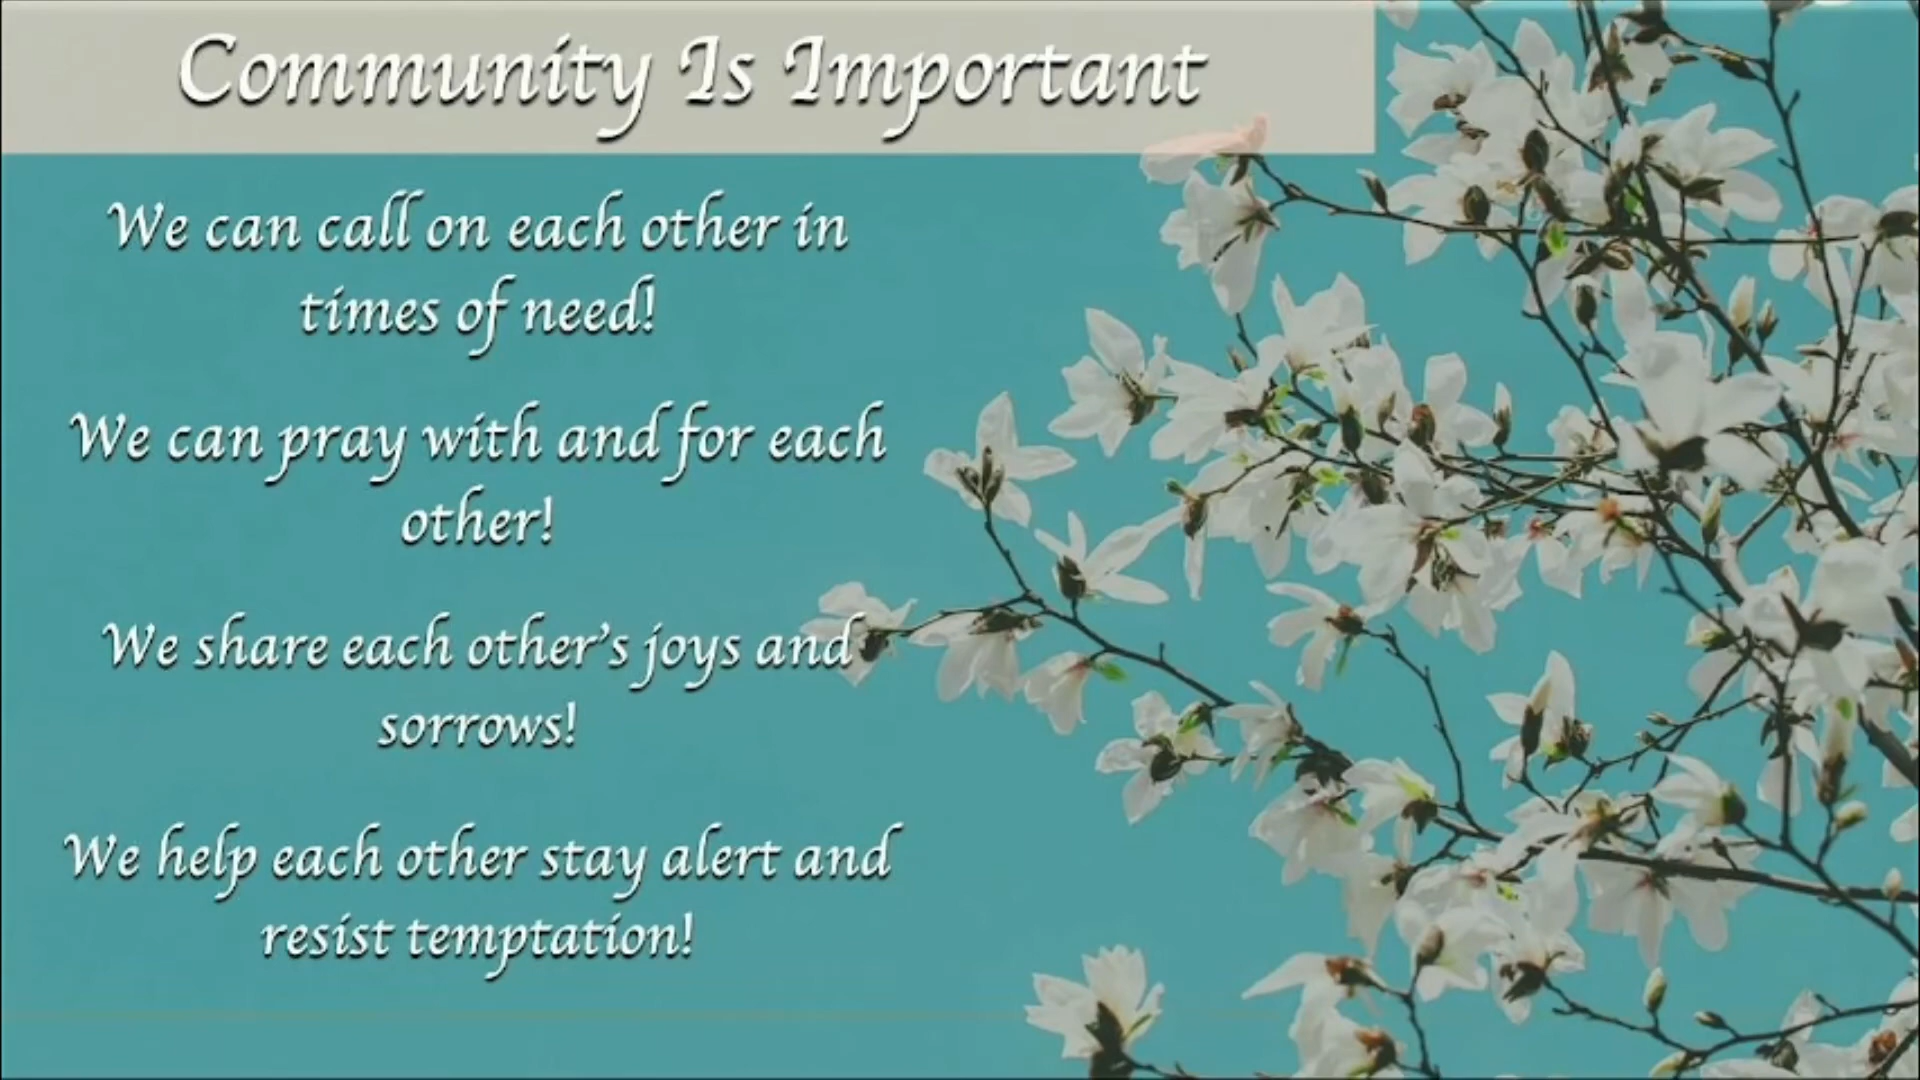 Community Is Important
We can call on each other in
times of need!
We can pray with and for each
other!
We share each other's joys and
sorrows!
We help each other stay alert and
resist temptation!